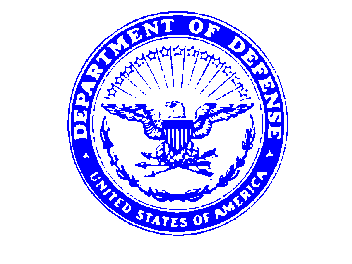 DEPARTMENT OF DEFENSE
UNITED STATES OF AMERICA